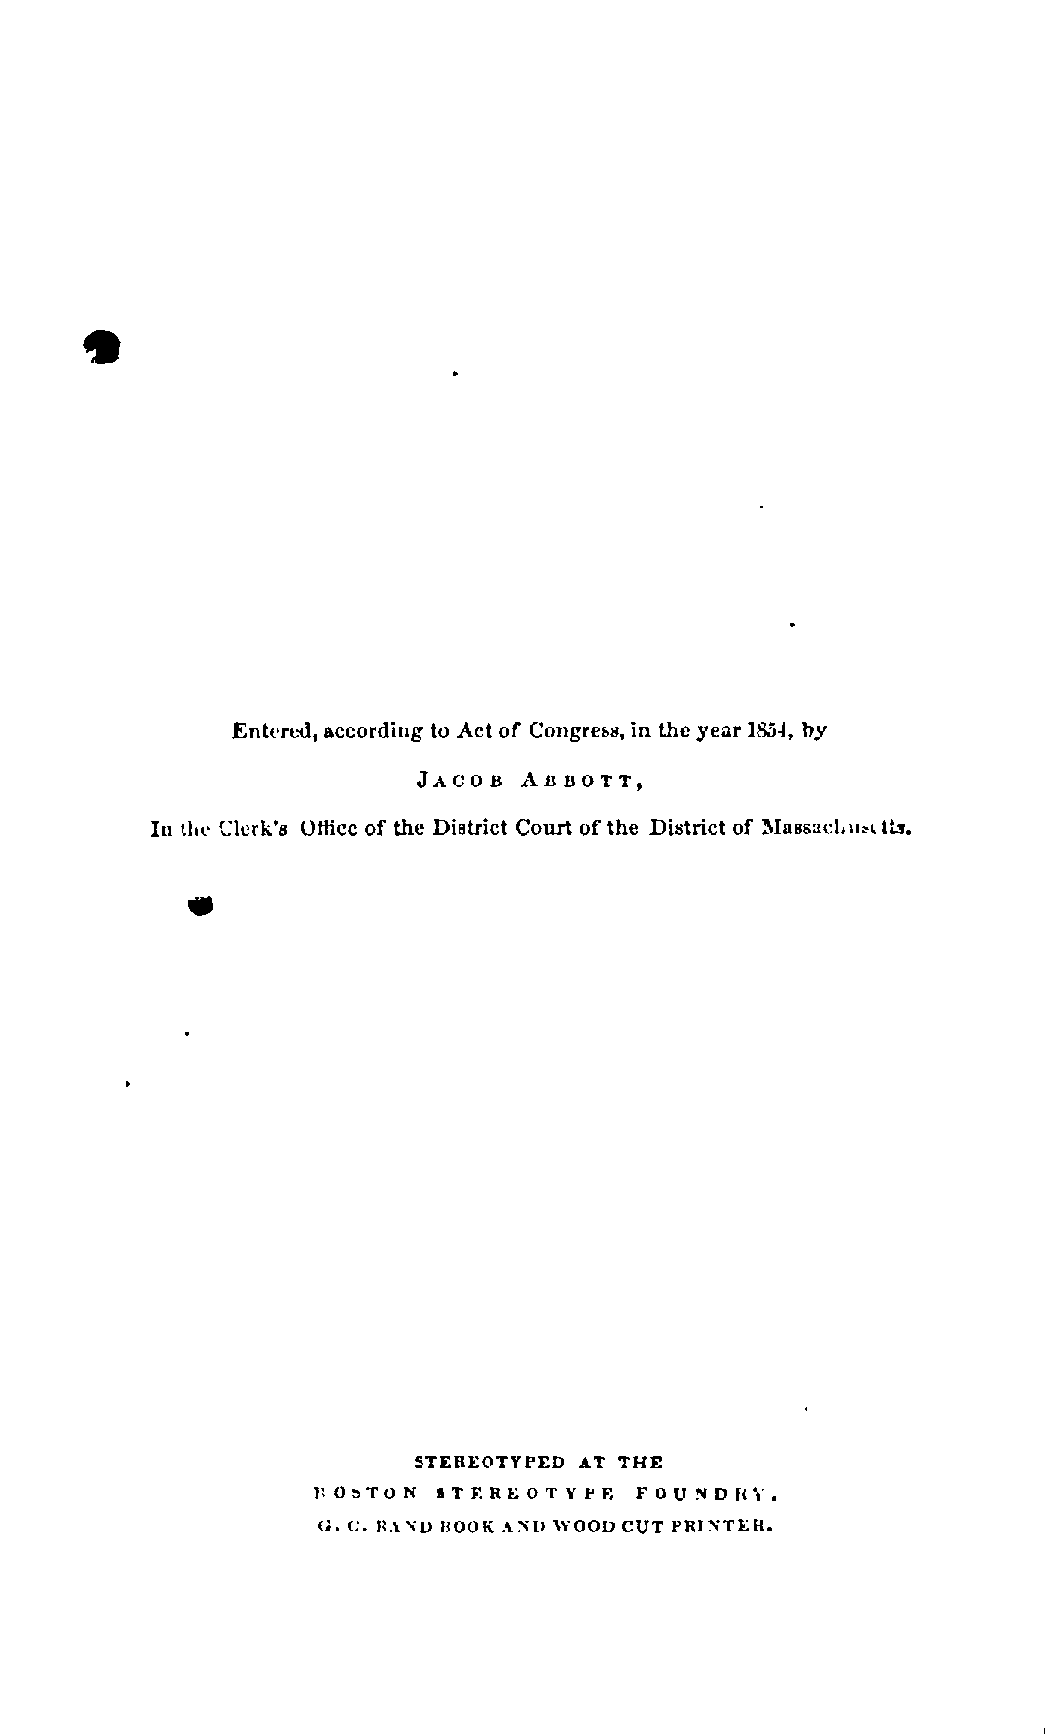 Entered, according to Act of Congress, in the year 1854, by
JACOB ABBOTT,
In the Clerk's Office of the District Court of the District of Massachusetts.
STEREOTYPED AT THE
BOSTON STEREOTYPE FOUNDRY.
G. C. RAND BOOK AND WOOD CUT PRINTER.